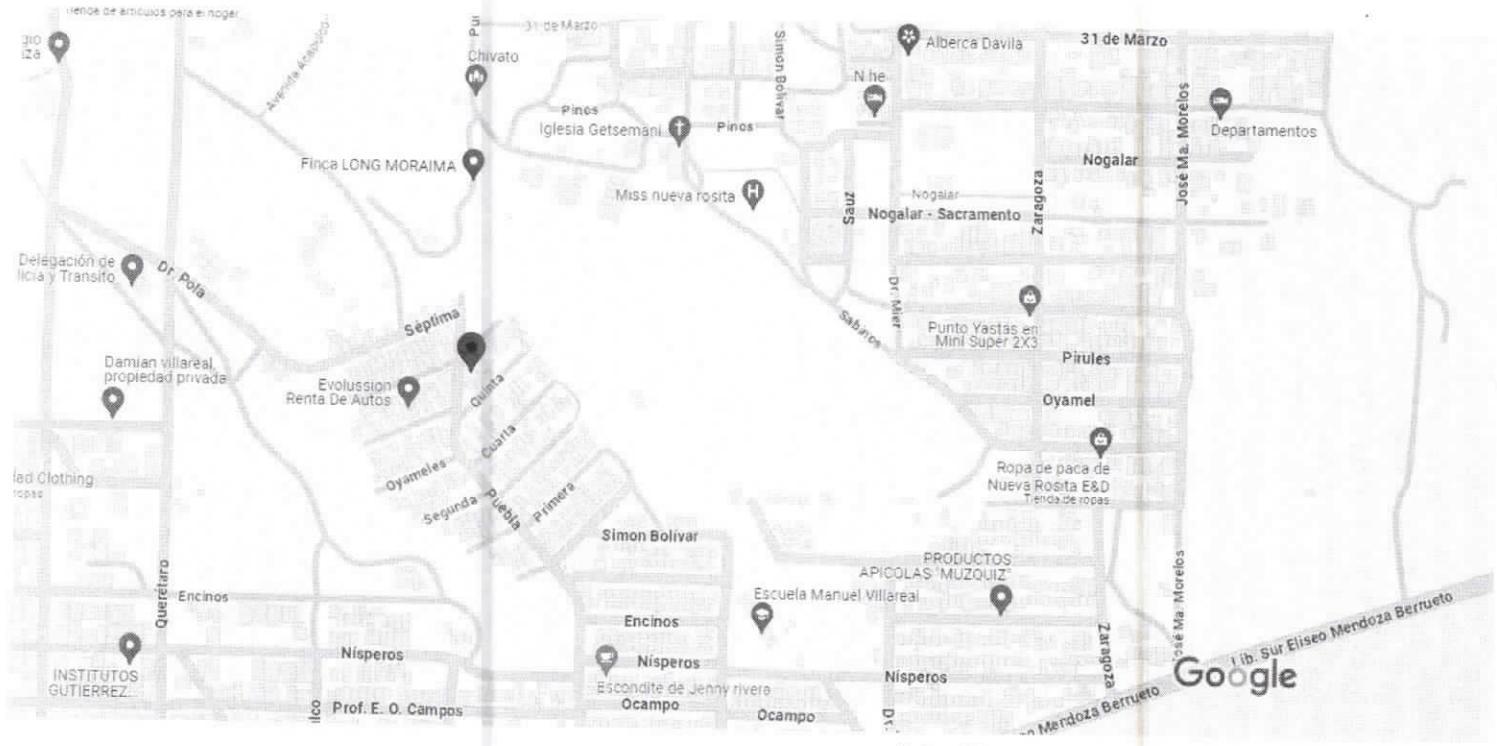 Tienda de artículos para el hogar
31 de Marzo
31 de Marzo
Alberca Davila
Chivato
Avenida Acapulco
Simon Bolivar
N he
Pinos
Iglesia Getsemani
Pinos
Departamentos
José Ma. Morelos
Finca LONG MORAIMA
Nogalar
Miss nueva rosita
Sauz
Nogalar
Nogalar - Sacramento
Zaragoza
Delegación de
licia y Transito
Dr. Pola
Dr. Mier
Séptima
Sabinos
Punto Yastás en
Mini Super 2X3
Pirules
Damian villareal,
propiedad privada
Evolussion
Renta De Autos
Quinta
Oyamel
Cuarta
Oyameles
Ropa de paca de
Nueva Rosita E&D
Tienda de ropas
ad Clothing
ropas
Segunda
Puebla
Primera
Simon Bolívar
PRODUCTOS
APICOLAS "MUZQUIZ"
Querétaro
Encinos
Escuela Manuel Villareal
José Ma. Morelos
Encinos
Lib. Sur Eliseo Mendoza Berrueto
Zaragoza
Nísperos
Nísperos
Nísperos
INSTITUTOS
GUTIERREZ...
Escondite de Jenny rivera
Google
Prof. E. O. Campos
Ocampo
Ocampo
Mendoza Berrueto